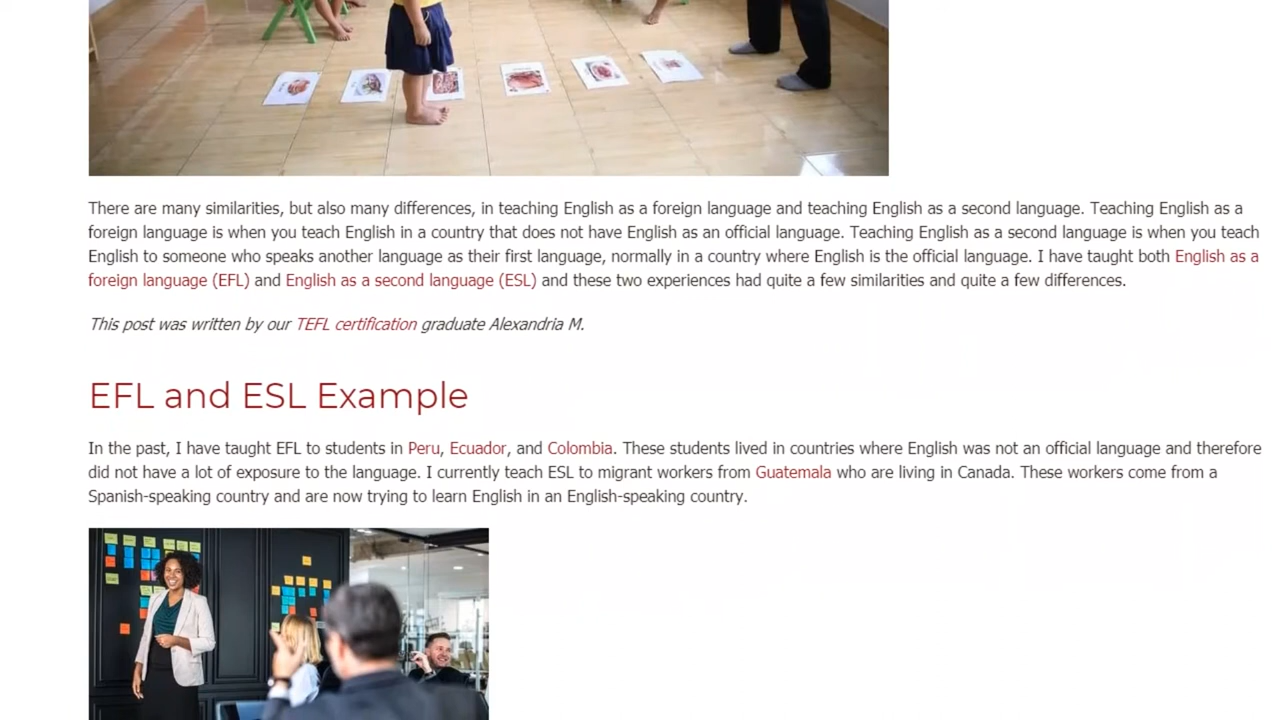 There are many similarities, but also many differences, in teaching English as a foreign language and teaching English as a second language. Teaching English as a
foreign language is when you teach English in a country that does not have English as an official language. Teaching English as a second language is when you teach
English to someone who speaks another language as their first language, normally in a country where English is the official language. I have taught both English as a
foreign language (EFL) and English as a second language (ESL) and these two experiences had quite a few similarities and quite a few differences.
This post was written by our TEFL certification graduate Alexandria M.
EFL and ESL Example
In the past, I have taught EFL to students in Peru, Ecuador, and Colombia. These students lived in countries where English was not an official language and therefore
did not have a lot of exposure to the language. I currently teach ESL to migrant workers from Guatemala who are living in Canada. These workers come from a
Spanish-speaking country and are now trying to learn English in an English-speaking country.